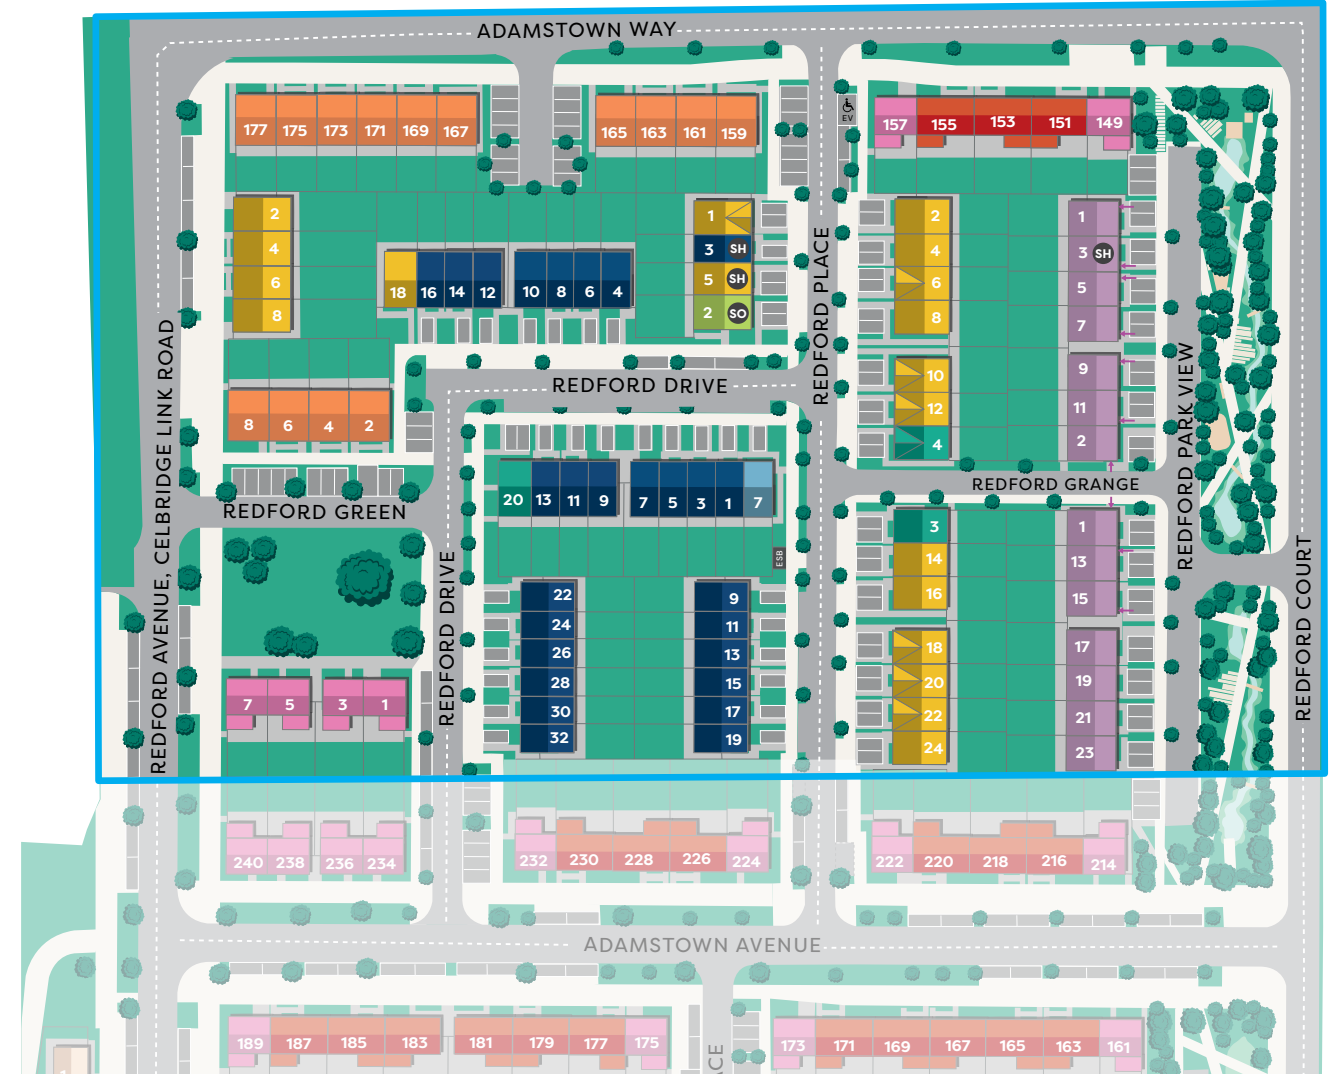 ADAMSTOWN WAY
177 175 173 171 169 167
165 163 161 159
EV
157 155 153 151 149
2
4
6
8
18 16 14 12
10 8 6 4
1
3 SH
5 SH
2 SO
REDFORD PLACE
2
4
6
8
10
12
4
1
3 SH
5
7
9
11
2
REDFORD PARK VIEW
REDFORD AVENUE, CELBRIDGE LINK ROAD
8 6 4 2
REDFORD DRIVE
REDFORD GREEN
20 13 11 9
7 5 3 1 7
ESB
REDFORD GRANGE
REDFORD COURT
REDFORD DRIVE
22
24
26
28
30
32
9
11
13
15
17
19
3
14
16
18
20
22
24
1
13
15
17
19
21
23
7 5 3 1
240 238 236 234
232 230 228 226 224
222 220 218 216 214
ADAMSTOWN AVENUE
189 187 185 183
181 179 177 175
173 171 169 167 165 163 161
ACE